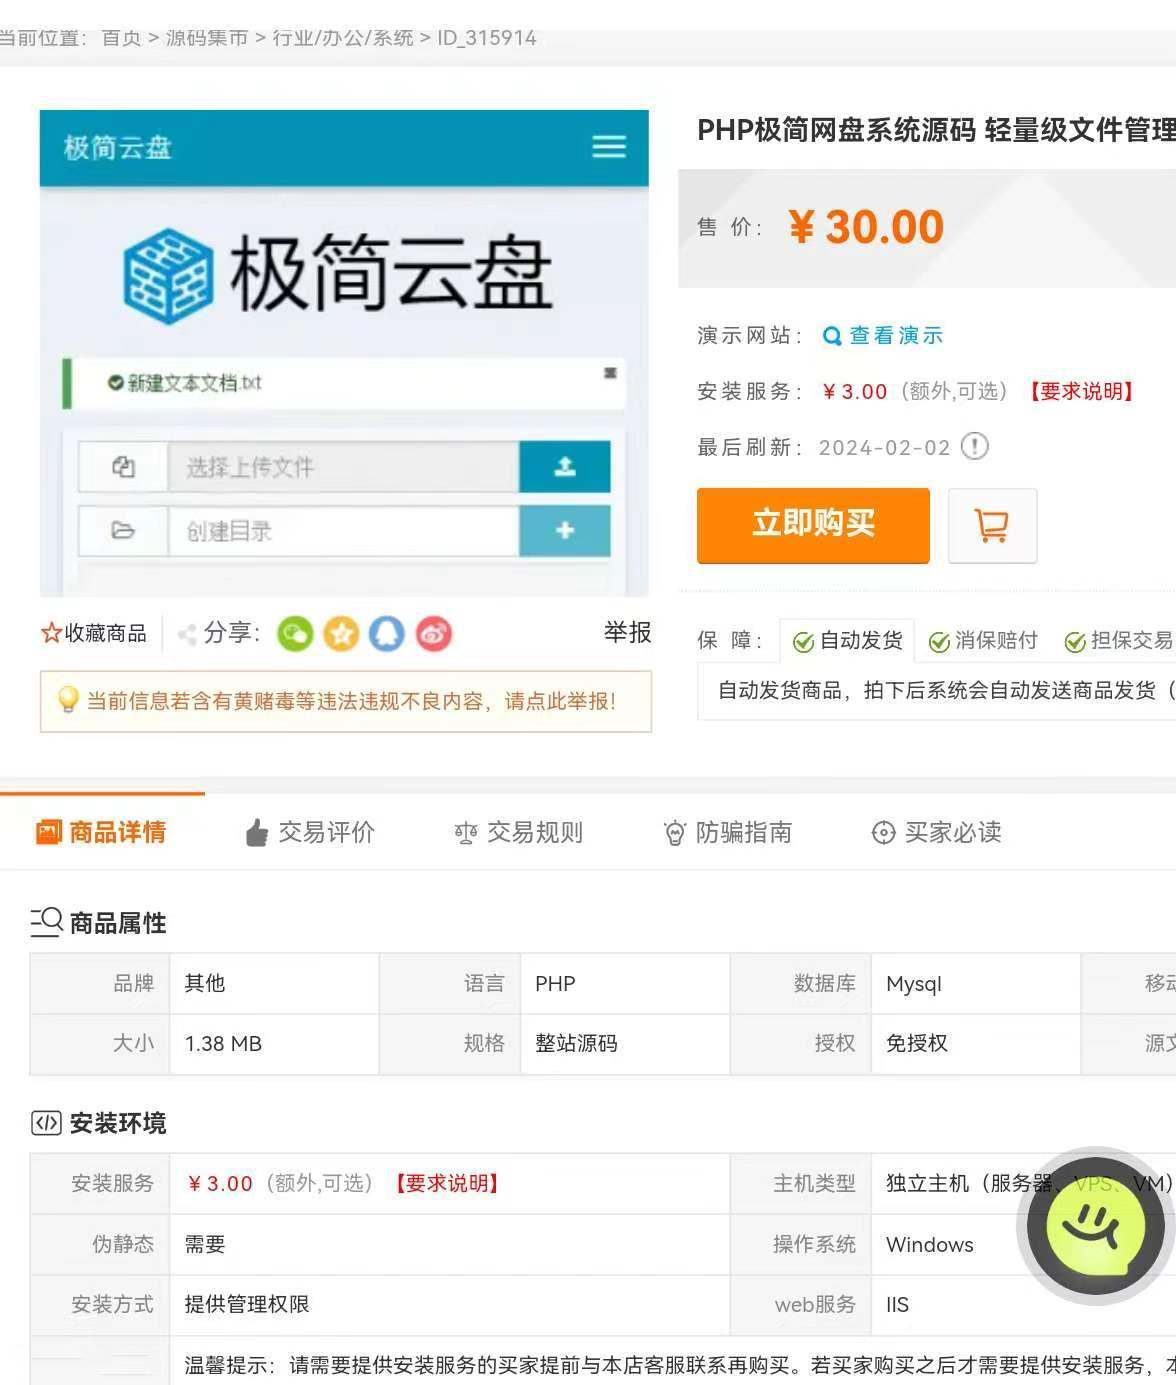 当前位置：首页 > 源码集市 > 行业/办公/系统 > ID_315914
极简云盘
极简云盘
新建文本文档.txt
选择上传文件
创建目录
收藏商品
分享：
举报
当前信息若含有黄赌毒等违法违规不良内容，请点此举报！
PHP极简网盘系统源码 轻量级文件管理
售 价： ¥ 30.00
演示网站： 查看演示
安装服务： ¥ 3.00（额外,可选）【要求说明】
最后刷新： 2024-02-02
立即购买
保 障： 自动发货 消保赔付 担保交易
自动发货商品，拍下后系统会自动发送商品发货（
商品详情 交易评价 交易规则 防骗指南 买家必读
商品属性
品牌 其他 语言 PHP 数据库 Mysql 移动
大小 1.38 MB 规格 整站源码 授权 免授权 源文
安装环境
安装服务 ¥ 3.00（额外,可选）【要求说明】 主机类型 独立主机（服务器、VPS、VM）
伪静态 需要 操作系统 Windows
安装方式 提供管理权限 web服务 IIS
温馨提示：请需要提供安装服务的买家提前与本店客服联系再购买。若买家购买之后才需要提供安装服务，本